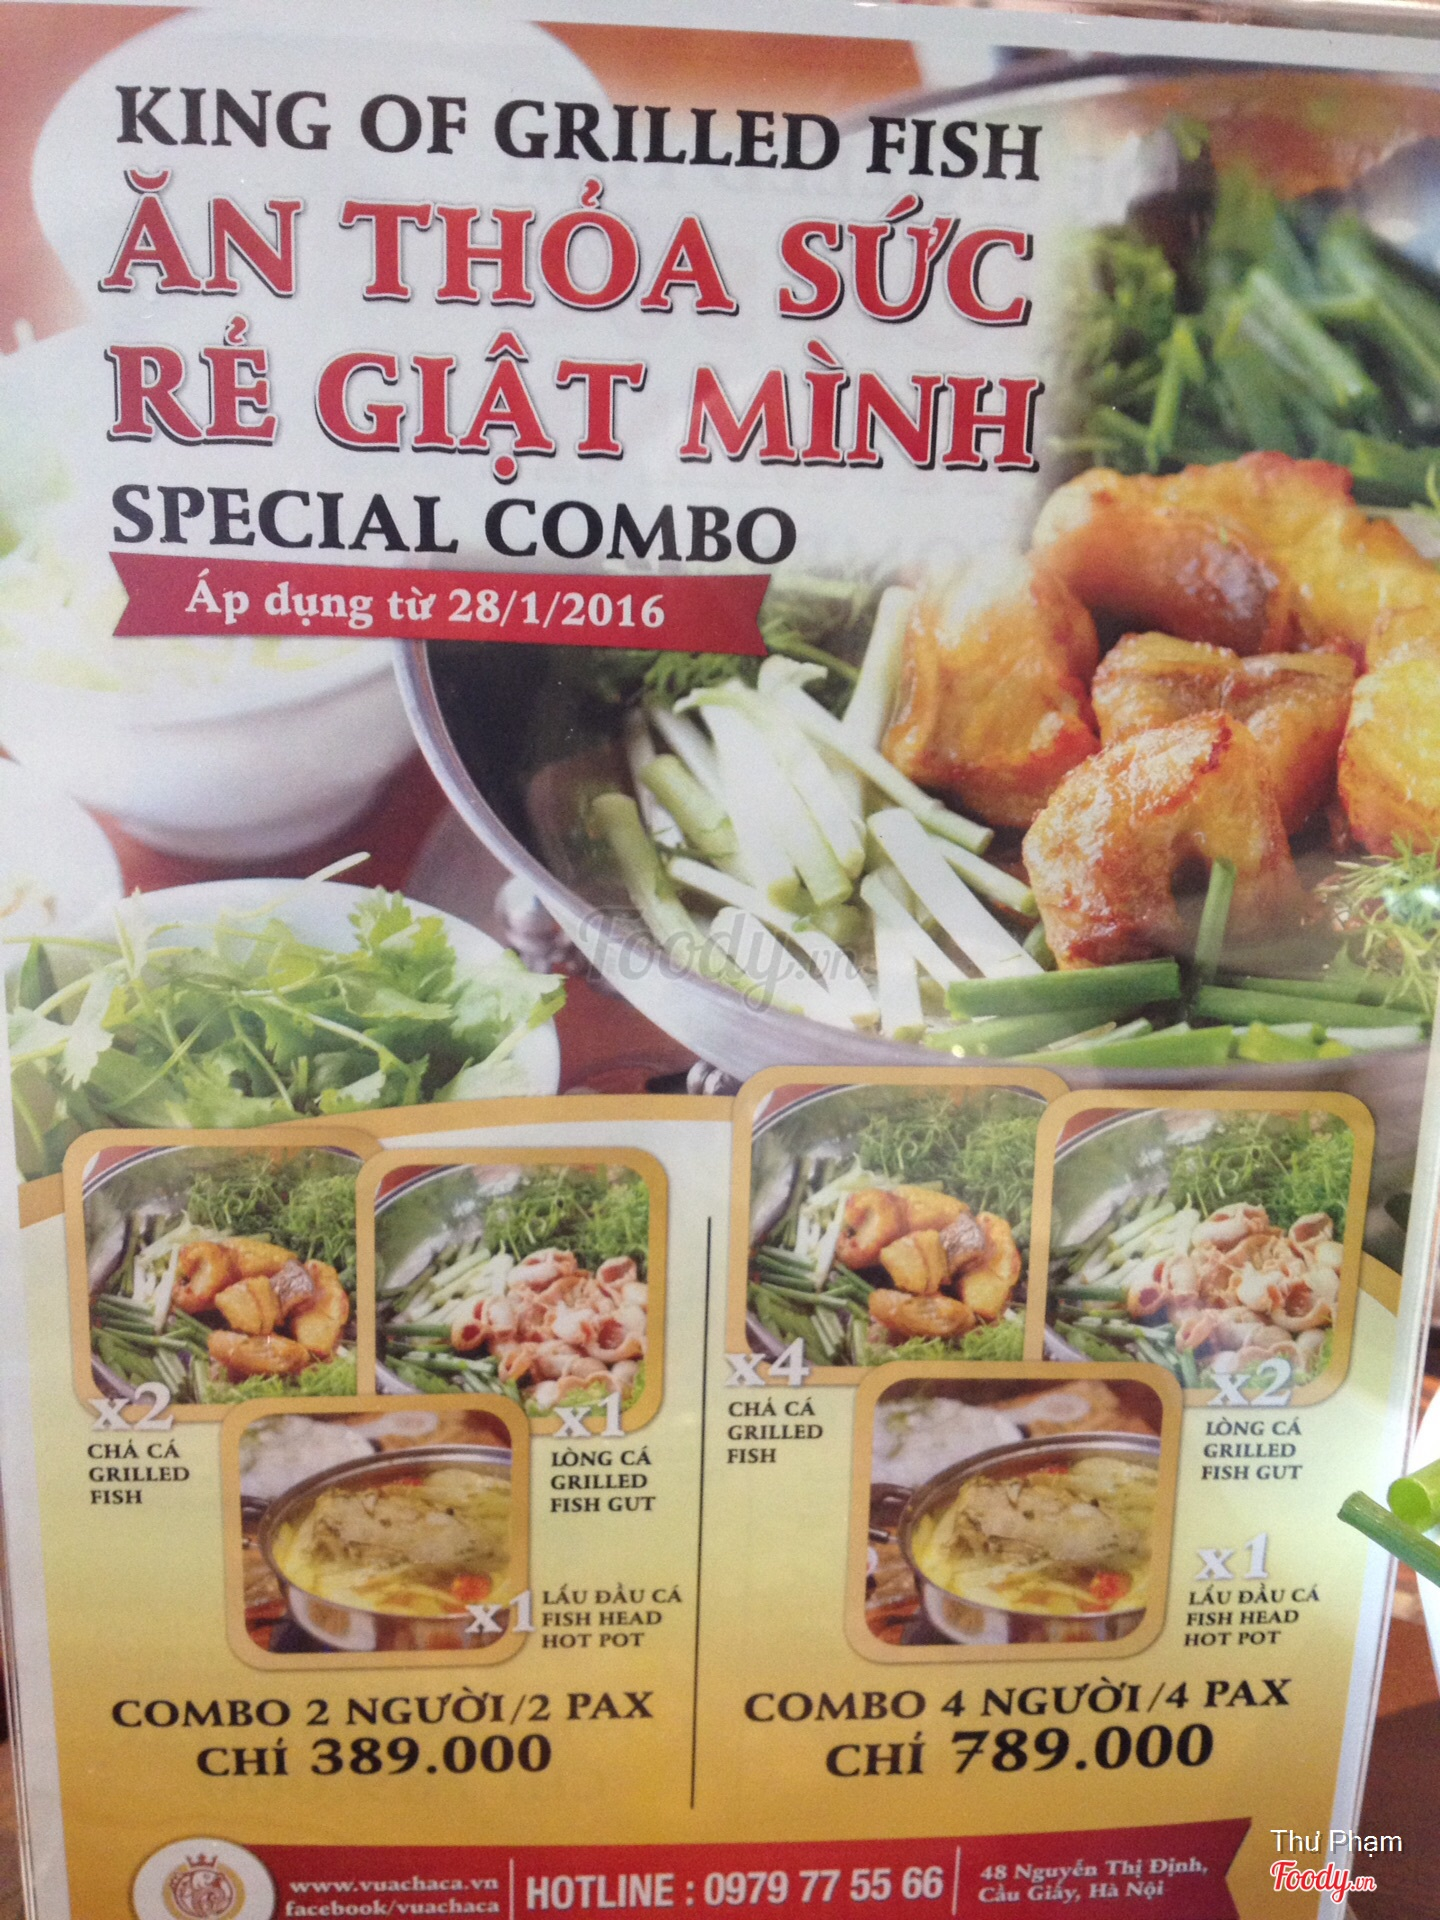 KING OF GRILLED FISH
ĂN THỎA SỨC
RẺ GIẬT MÌNH
SPECIAL COMBO
Áp dụng từ 28/1/2016
Foody.vn
x2
CHẢ CÁ
GRILLED
FISH
x1
LÒNG CÁ
GRILLED
FISH GUT
x1
LẨU ĐẦU CÁ
FISH HEAD
HOT POT
COMBO 2 NGƯỜI/2 PAX
CHỈ 389.000
x4
CHẢ CÁ
GRILLED
FISH
x2
LÒNG CÁ
GRILLED
FISH GUT
x1
LẨU ĐẦU CÁ
FISH HEAD
HOT POT
COMBO 4 NGƯỜI/4 PAX
CHỈ 789.000
www.vuachaca.vn
facebook/vuachaca
HOTLINE : 0979 77 55 66
48 Nguyễn Thị Định,
Cầu Giấy, Hà Nội
Thư Phạm
Foody.vn